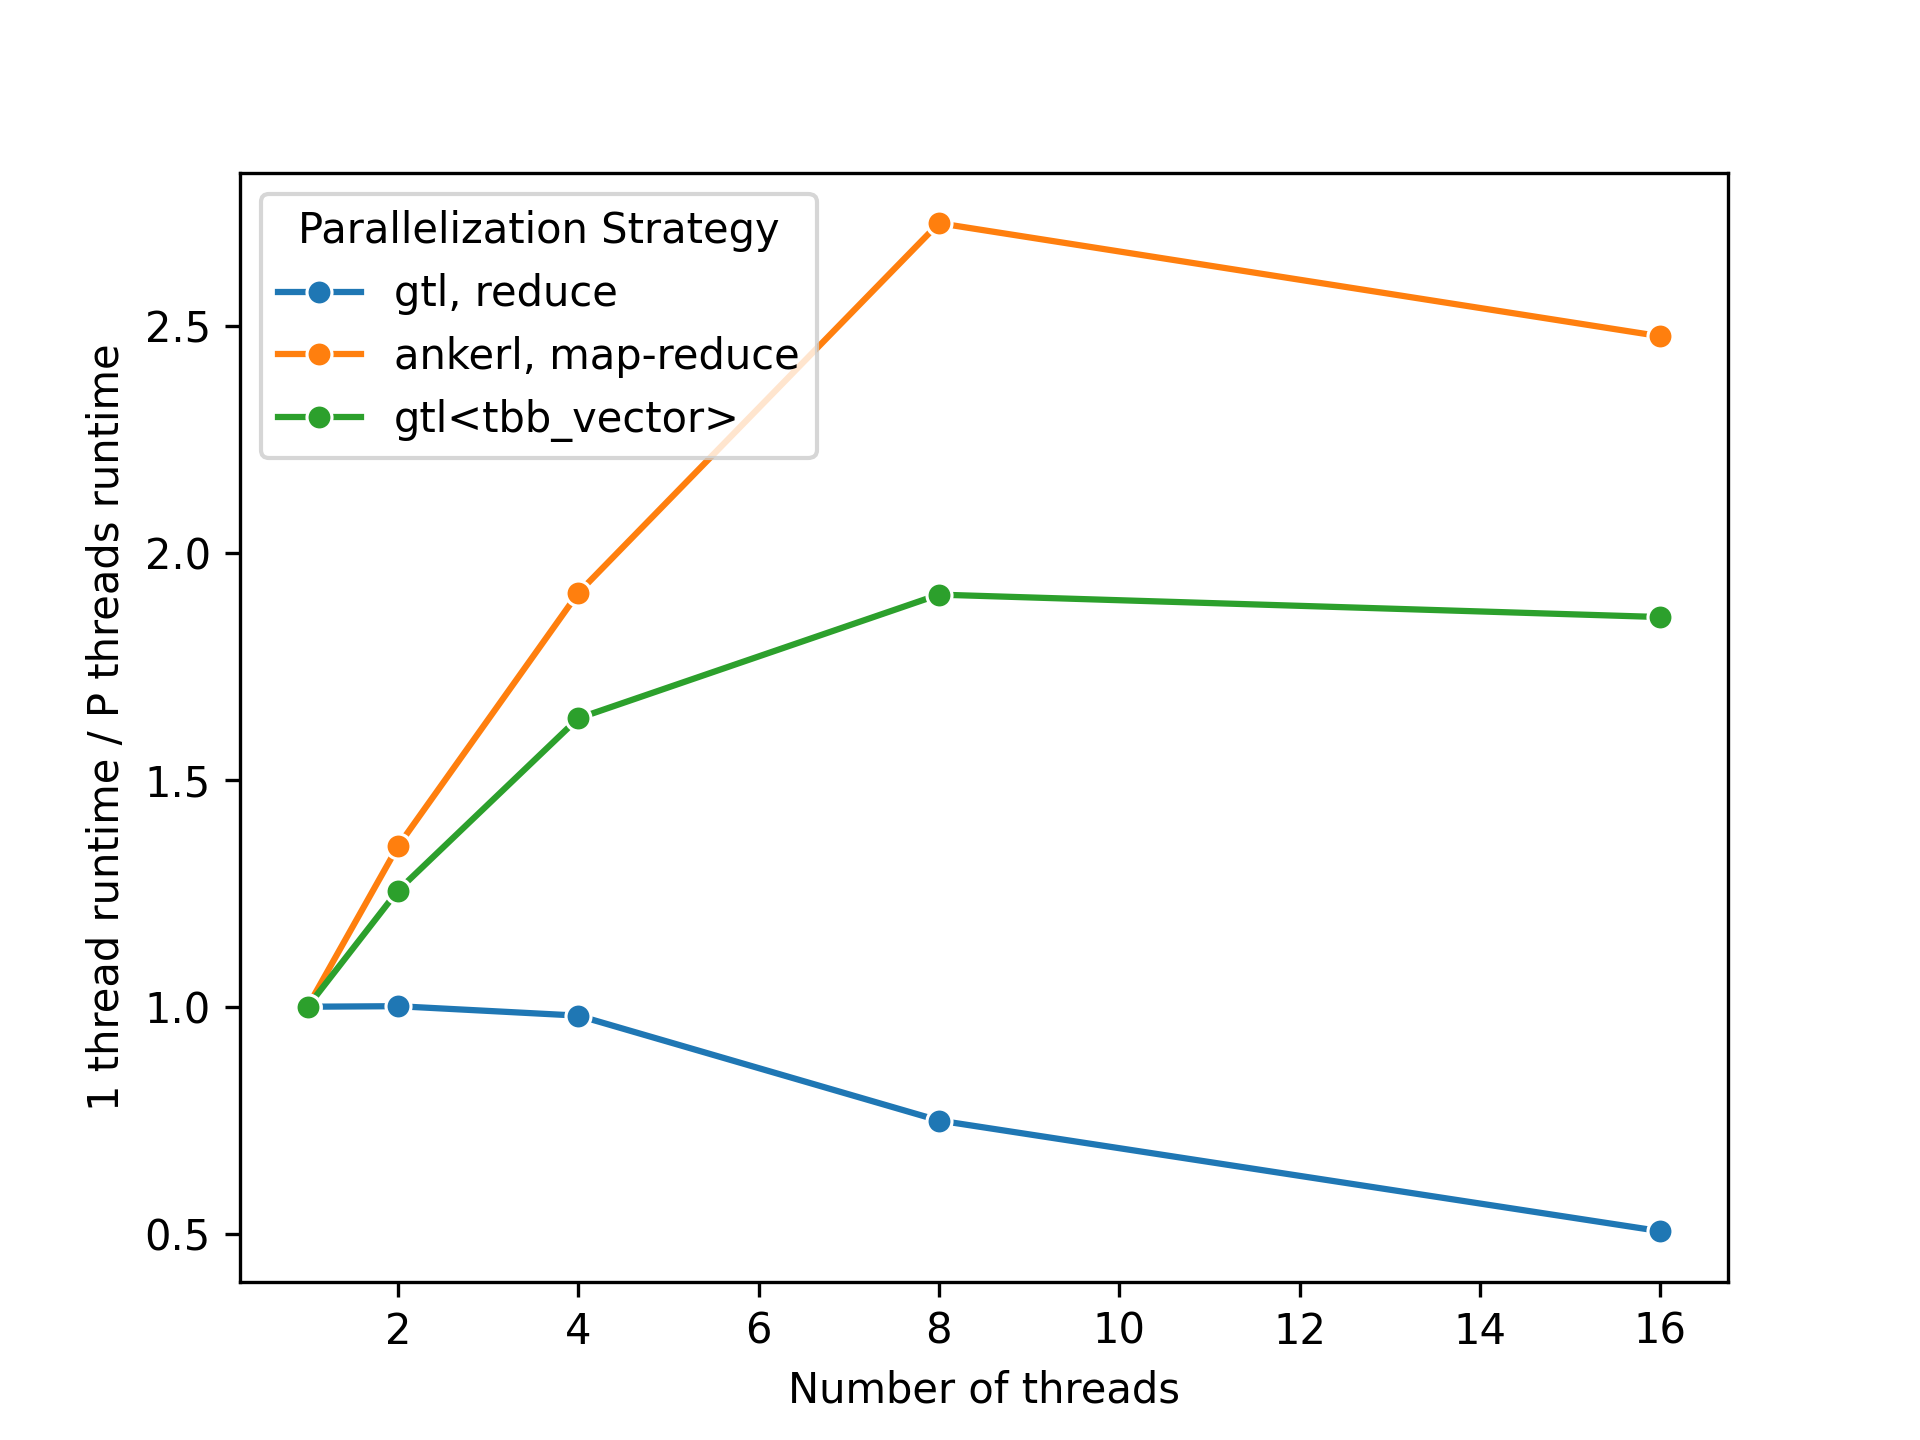 Parallelization Strategy
gtl, reduce
ankerl, map-reduce
gtl<tbb_vector>
1 thread runtime / P threads runtime
2.5
2.0
1.5
1.0
0.5
2 4 6 8 10 12 14 16
Number of threads